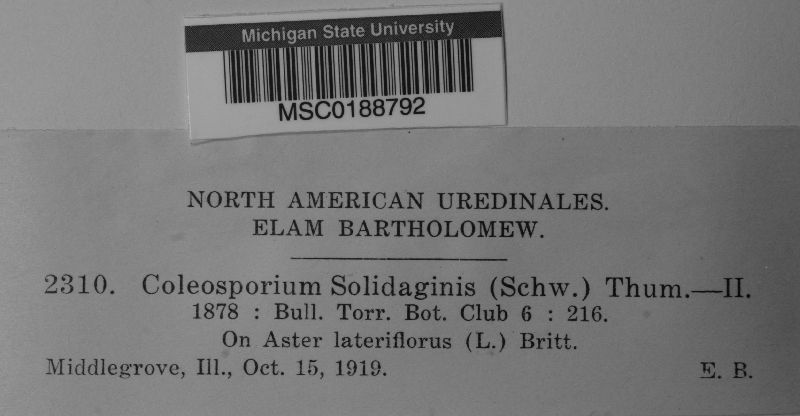 Michigan State University
MSC0188792
NORTH AMERICAN UREDINALES.
ELAM BARTHOLOMEW.
2310. Coleosporium Solidaginis (Schw.) Thum.—II.
1878 : Bull. Torr. Bot. Club 6 : 216.
On Aster lateriflorus (L.) Britt.
Middlegrove, Ill., Oct. 15, 1919. E. B.